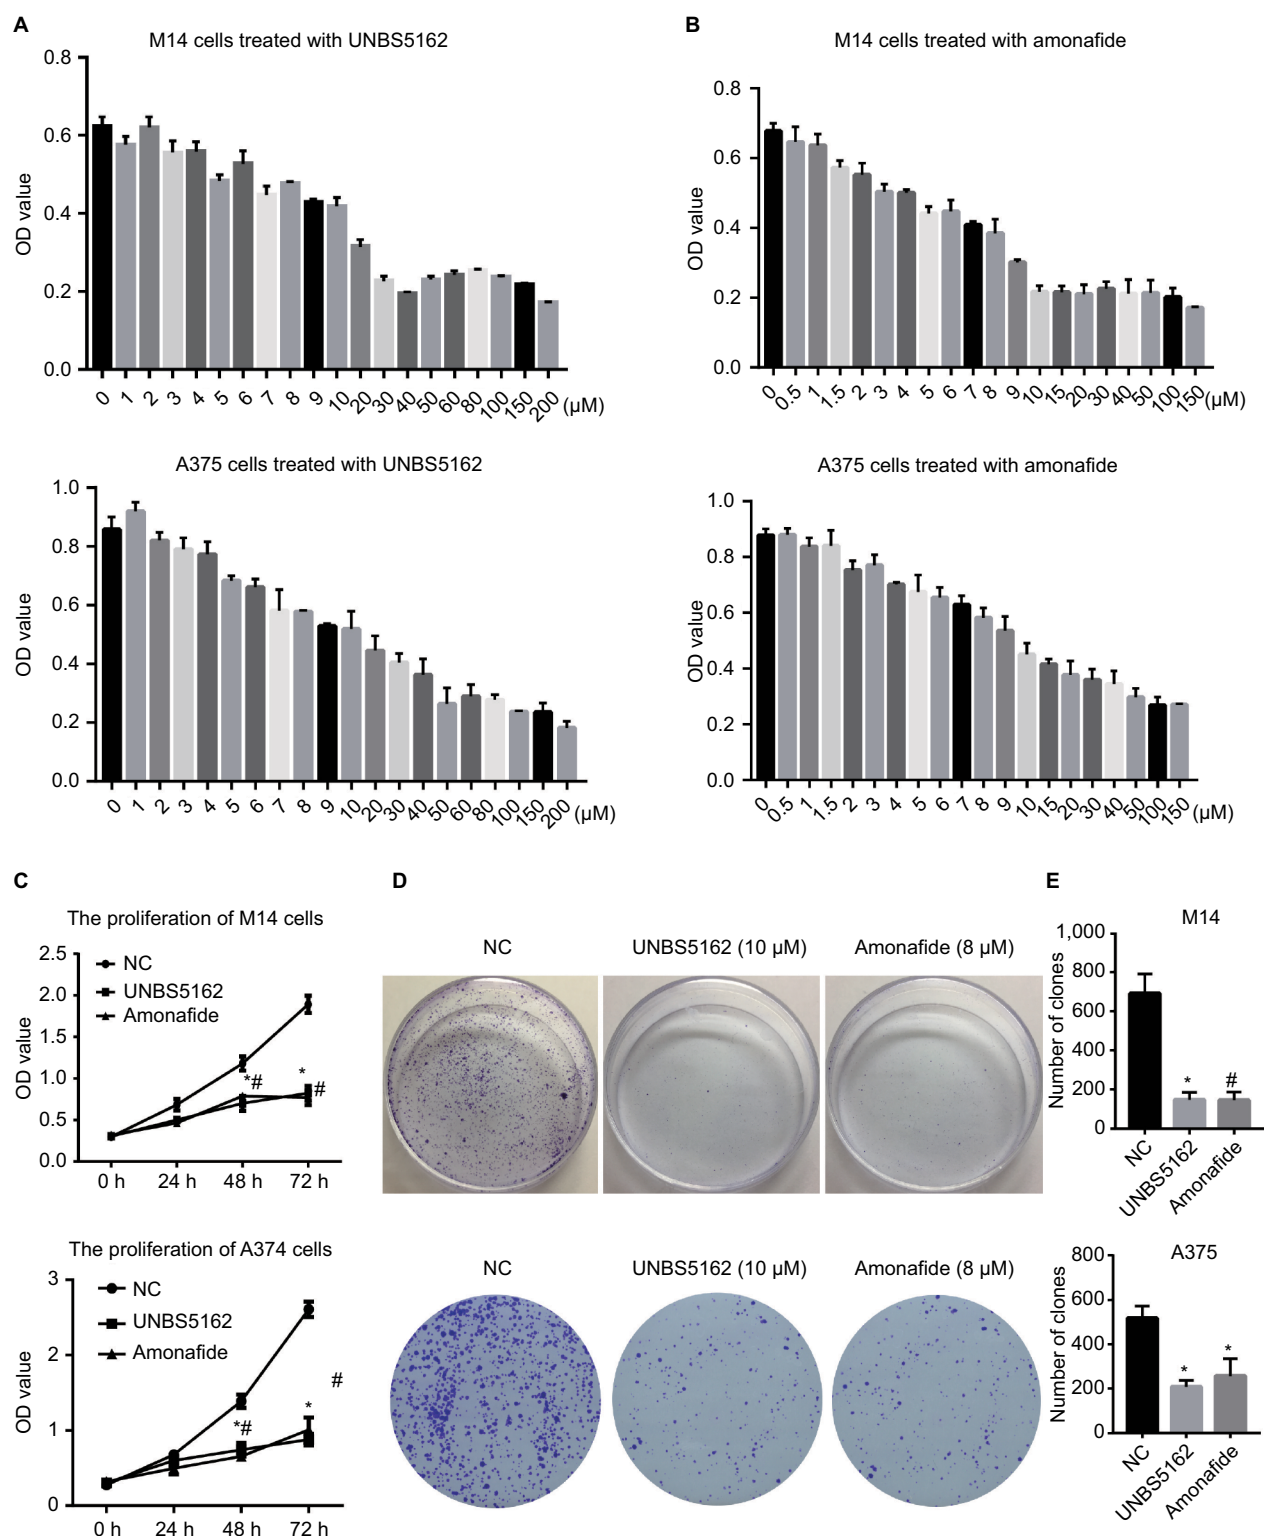 A
M14 cells treated with UNBS5162
0.8
0.6
0.4
0.2
0.0
OD value
0 1 2 3 4 5 6 7 8 9 10 20 30 40 50 60 80 100 150 200 (µM)
A375 cells treated with UNBS5162
1.0
0.8
0.6
0.4
0.2
0.0
OD value
0 1 2 3 4 5 6 7 8 9 10 20 30 40 50 60 80 100 150 200 (µM)
B
M14 cells treated with amonafide
0.8
0.6
0.4
0.2
0.0
OD value
0 0.5 1 1.5 2 3 4 5 6 7 8 9 10 15 20 30 40 50 100 150 (µM)
A375 cells treated with amonafide
1.0
0.8
0.6
0.4
0.2
0.0
OD value
0 0.5 1 1.5 2 3 4 5 6 7 8 9 10 15 20 30 40 50 100 150 (µM)
C
The proliferation of M14 cells
2.5
2.0
1.5
1.0
0.5
0.0
OD value
NC
UNBS5162
Amonafide
*#
*
#
0 h 24 h 48 h 72 h
The proliferation of A374 cells
3
2
1
0
OD value
NC
UNBS5162
Amonafide
*#
*
#
0 h 24 h 48 h 72 h
D
NC UNBS5162 (10 µM) Amonafide (8 µM)
NC UNBS5162 (10 µM) Amonafide (8 µM)
E
M14
1,000
800
600
400
200
0
Number of clones
*
#
NC UNBS5162 Amonafide
A375
800
600
400
200
0
Number of clones
*
*
NC UNBS5162 Amonafide